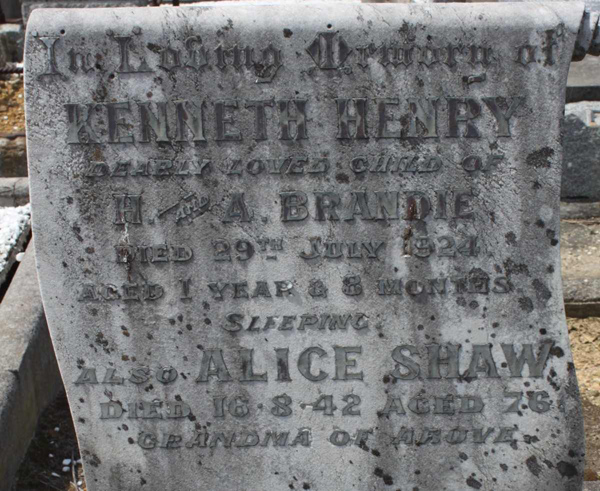 In Loving Memory of
KENNETH HENRY
DEARLY LOVED CHILD OF
H. AND A. BRANDIE
DIED 29TH JULY 1924
AGED 1 YEAR & 8 MONTHS.
SLEEPING.
ALSO ALICE SHAW
DIED 16-8-42 AGED 76
GRANDMA OF ABOVE.